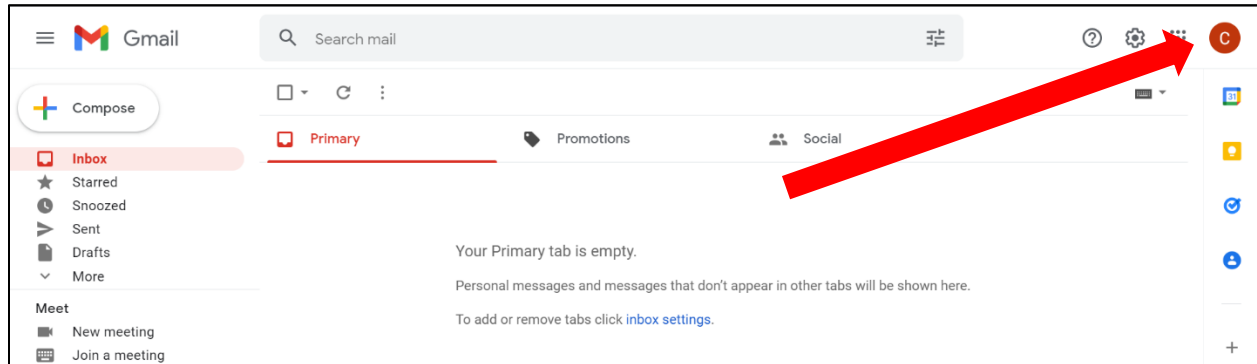 Gmail
Search mail
C
Compose
31
Primary
Promotions
Social
Inbox
Starred
Snoozed
Sent
Drafts
More
Your Primary tab is empty.
Personal messages and messages that don't appear in other tabs will be shown here.
To add or remove tabs click inbox settings.
Meet
New meeting
Join a meeting